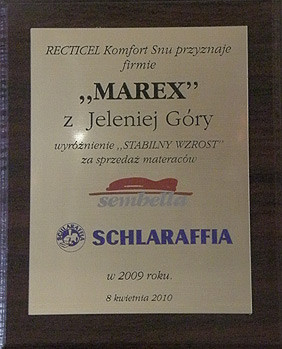 RECTICEL Komfort Snu przyznaje
firmie
„MAREX”
z Jeleniej Góry
wyróżnienie „STABILNY WZROST”
za sprzedaż materaców
sembella
SCHLARAFFIA
SCHLARAFFIA
w 2009 roku.
8 kwietnia 2010